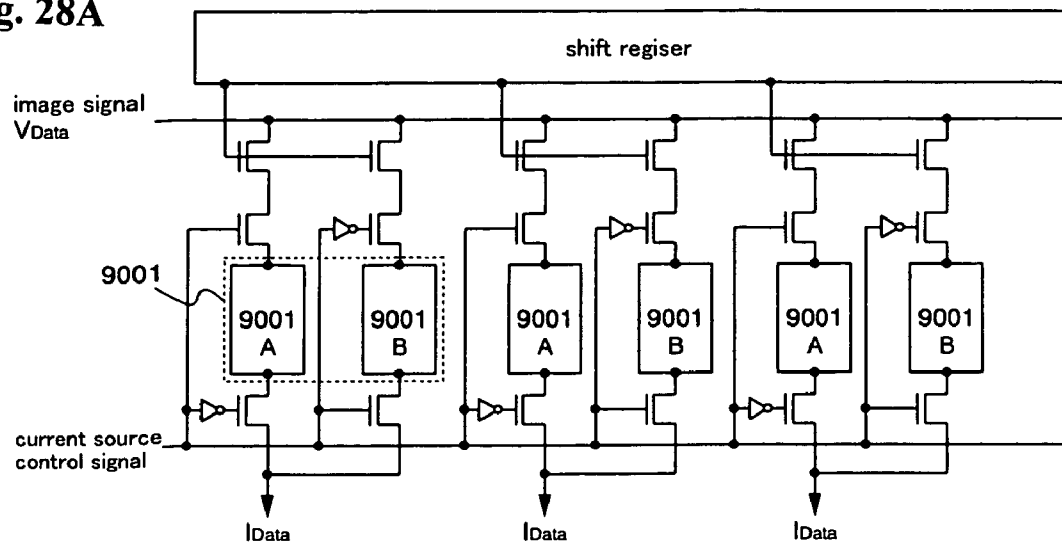 g. 28A
shift regiser
image signal
VData
9001
9001
A
9001
B
9001
A
9001
B
9001
A
9001
B
current source
control signal
IData
IData
IData